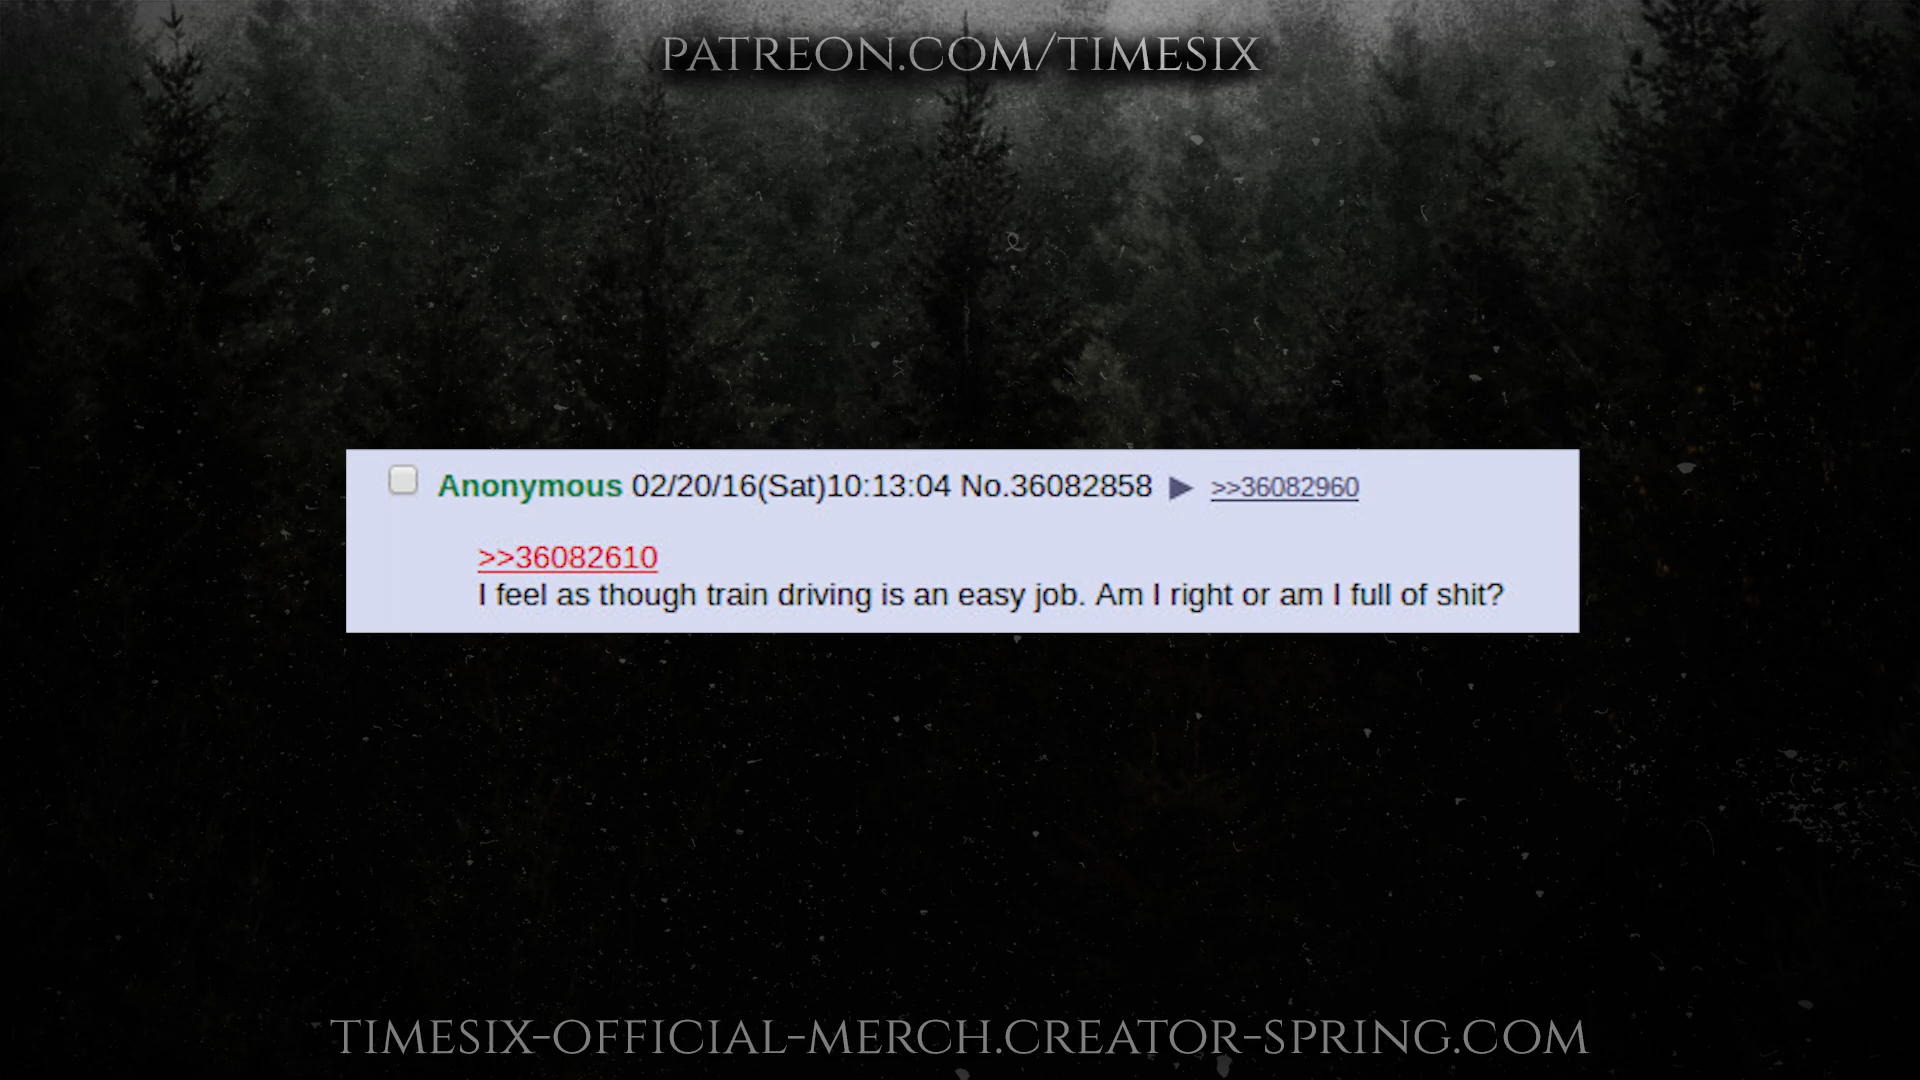 PATREON.COM/TIMESIX
Anonymous 02/20/16(Sat)10:13:04 No.36082858 ▶ >>36082960
>>36082610
I feel as though train driving is an easy job. Am I right or am I full of shit?
TIMESIX-OFFICIAL-MERCH.CREATOR-SPRING.COM